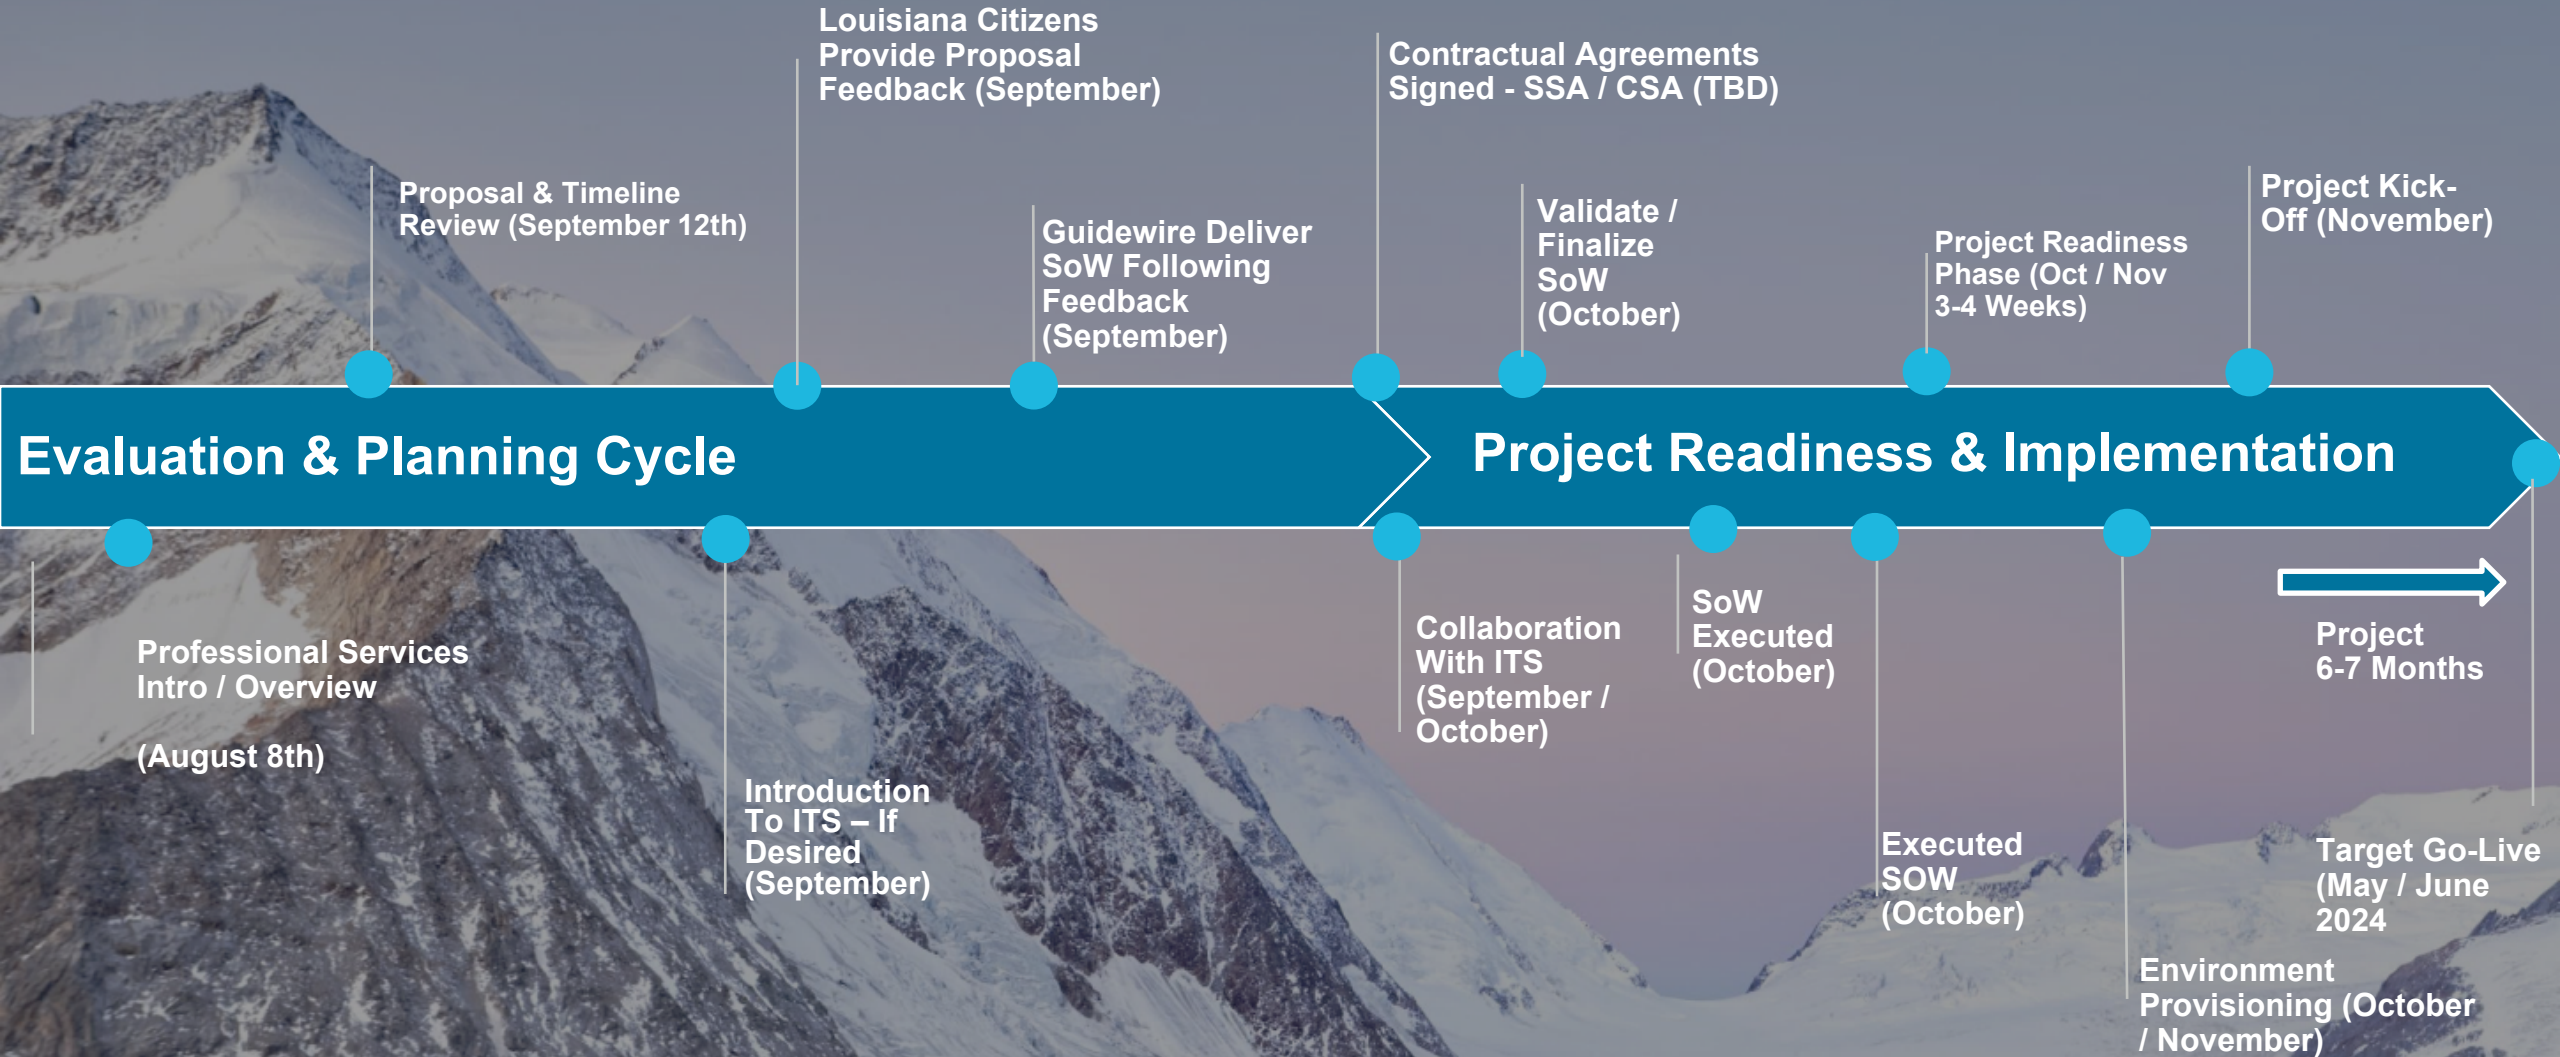 Louisiana Citizens
Provide Proposal
Feedback (September)
Contractual Agreements
Signed - SSA / CSA (TBD)
Proposal & Timeline
Review (September 12th)
Guidewire Deliver
SoW Following
Feedback
(September)
Validate /
Finalize
SoW
(October)
Project Readiness
Phase (Oct / Nov
3-4 Weeks)
Project Kick-
Off (November)
Evaluation & Planning Cycle
Project Readiness & Implementation
Professional Services
Intro / Overview
(August 8th)
Introduction
To ITS – If
Desired
(September)
Collaboration
With ITS
(September /
October)
SoW
Executed
(October)
Executed
SOW
(October)
Environment
Provisioning (October
/ November)
Project
6-7 Months
Target Go-Live
(May / June
2024